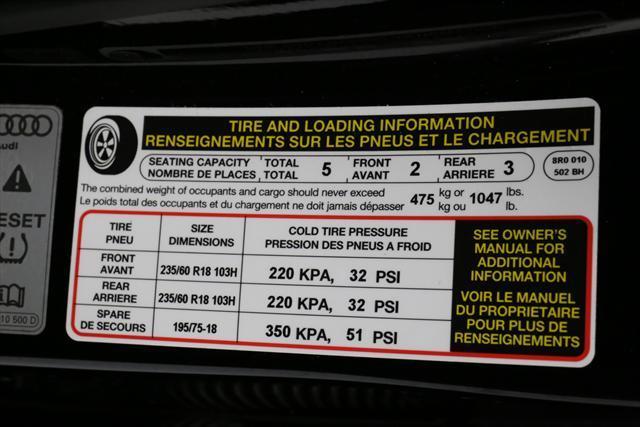 TIRE AND LOADING INFORMATION
RENSEIGNEMENTS SUR LES PNEUS ET LE CHARGEMENT
SEATING CAPACITY TOTAL 5 FRONT 2 REAR 3
NOMBRE DE PLACES TOTAL AVANT ARRIERE
8R0 010
502 BH
The combined weight of occupants and cargo should never exceed 475 kg or 1047 lbs.
Le poids total des occupants et du chargement ne doit jamais dépasser kg ou lb.
TIRE
PNEU
SIZE
DIMENSIONS
COLD TIRE PRESSURE
PRESSION DES PNEUS A FROID
FRONT
AVANT
235/60 R18 103H
220 KPA, 32 PSI
REAR
ARRIERE
235/60 R18 103H
220 KPA, 32 PSI
SPARE
DE SECOURS
195/75-18
350 KPA, 51 PSI
SEE OWNER'S
MANUAL FOR
ADDITIONAL
INFORMATION
VOIR LE MANUEL
DU PROPRIETAIRE
POUR PLUS DE
RENSEIGNEMENTS
ESET
500 D